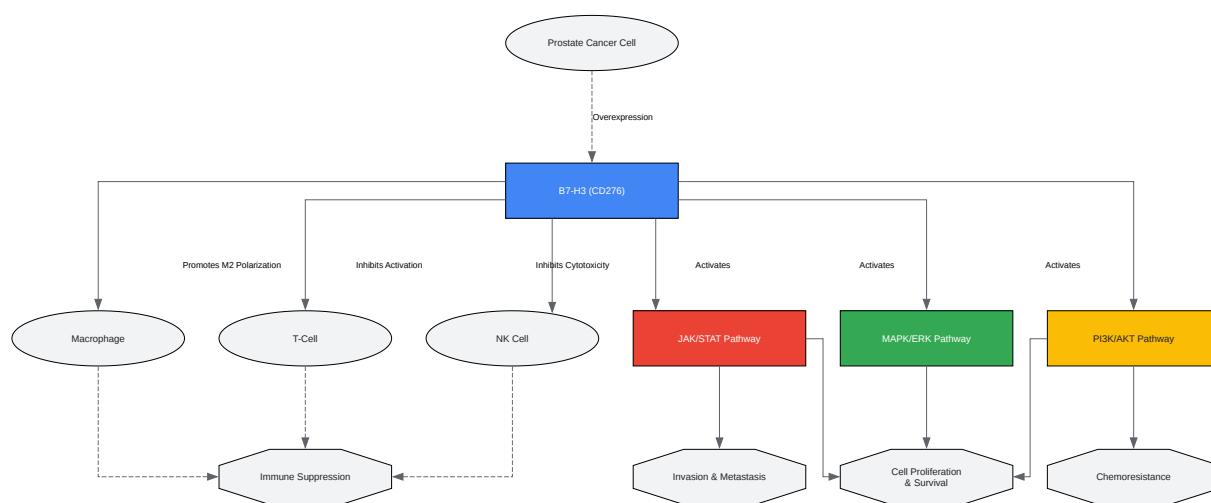 Prostate Cancer Cell
Overexpression
B7-H3 (CD276)
Promotes M2 Polarization
Inhibits Activation
Inhibits Cytotoxicity
Activates
Activates
Activates
Macrophage
T-Cell
NK Cell
JAK/STAT Pathway
MAPK/ERK Pathway
PI3K/AKT Pathway
Immune Suppression
Invasion & Metastasis
Cell Proliferation
& Survival
Chemoresistance